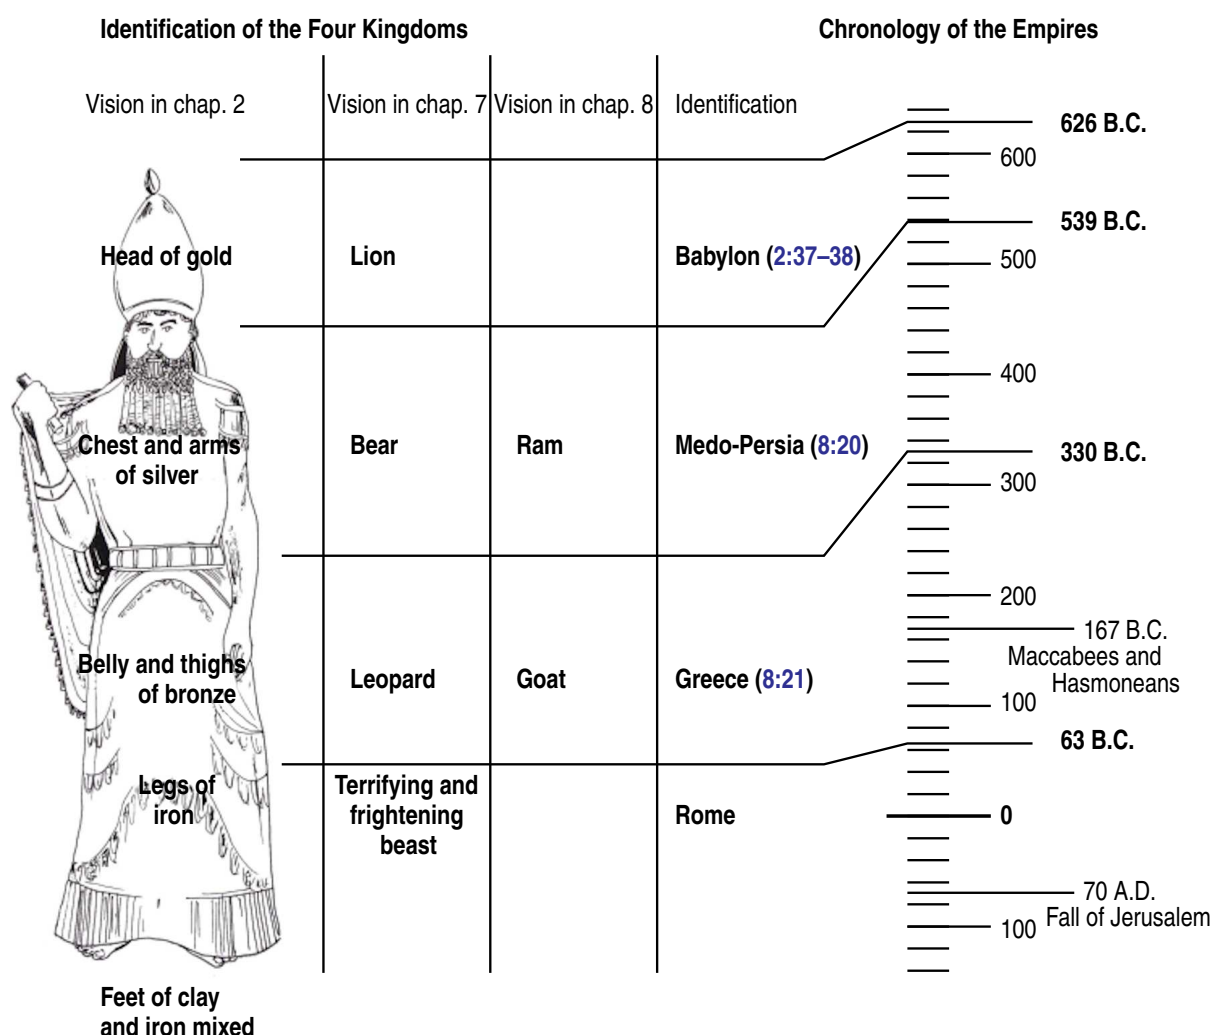 Identification of the Four Kingdoms
Chronology of the Empires
Vision in chap. 2
Vision in chap. 7
Vision in chap. 8
Identification
626 B.C.
600
539 B.C.
Head of gold
Lion
Babylon (2:37–38)
500
400
Chest and arms
of silver
Bear
Ram
Medo-Persia (8:20)
330 B.C.
300
200
167 B.C.
Maccabees and
Hasmoneans
Belly and thighs
of bronze
Leopard
Goat
Greece (8:21)
100
63 B.C.
Legs of
iron
Terrifying and
frightening
beast
Rome
0
70 A.D.
Fall of Jerusalem
100
Feet of clay
and iron mixed